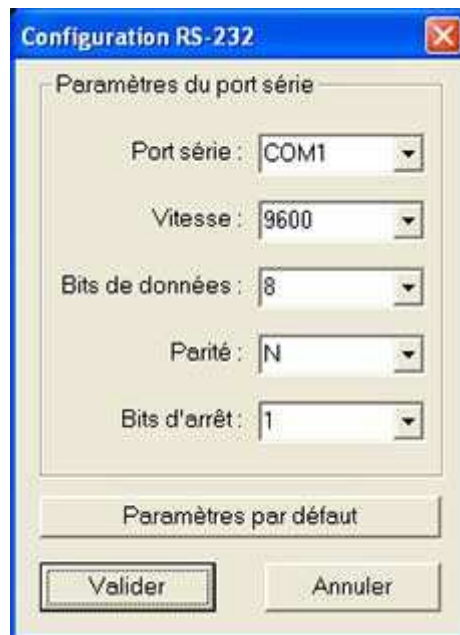 Configuration RS-232
Paramètres du port série
Port série : COM1
Vitesse : 9600
Bits de données : 8
Parité : N
Bits d'arrêt : 1
Paramètres par défaut
Valider Annuler